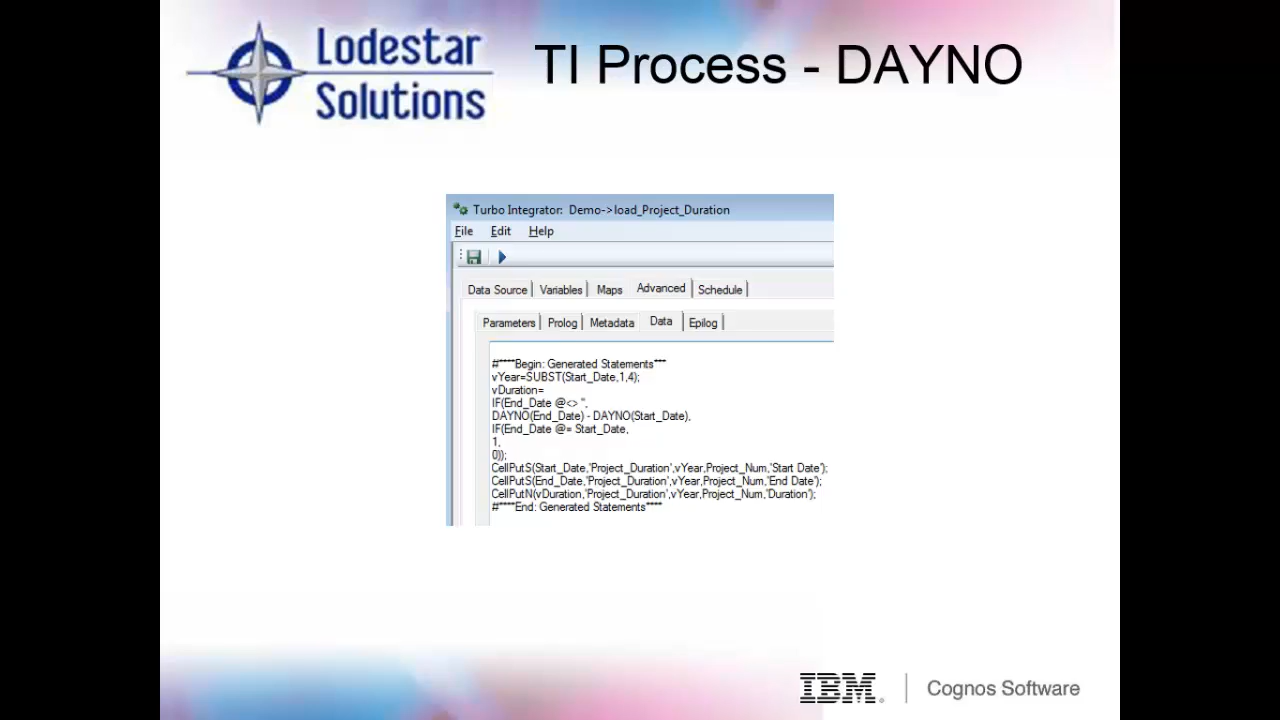 Lodestar
Solutions
TI Process - DAYNO
Turbo Integrator: Demo->load_Project_Duration
File Edit Help
Data Source Variables Maps Advanced Schedule
Parameters Prolog Metadata Data Epilog
#****Begin: Generated Statements***
vYear=SUBST(Start_Date,1,4);
vDuration=
IF(End_Date @<> '',
DAYNO(End_Date) - DAYNO(Start_Date),
IF(End_Date @= Start_Date,
1,
0));
CellPutS(Start_Date,'Project_Duration',vYear,Project_Num,'Start Date');
CellPutS(End_Date,'Project_Duration',vYear,Project_Num,'End Date');
CellPutN(vDuration,'Project_Duration',vYear,Project_Num,'Duration');
#****End: Generated Statements****
IBM. Cognos Software